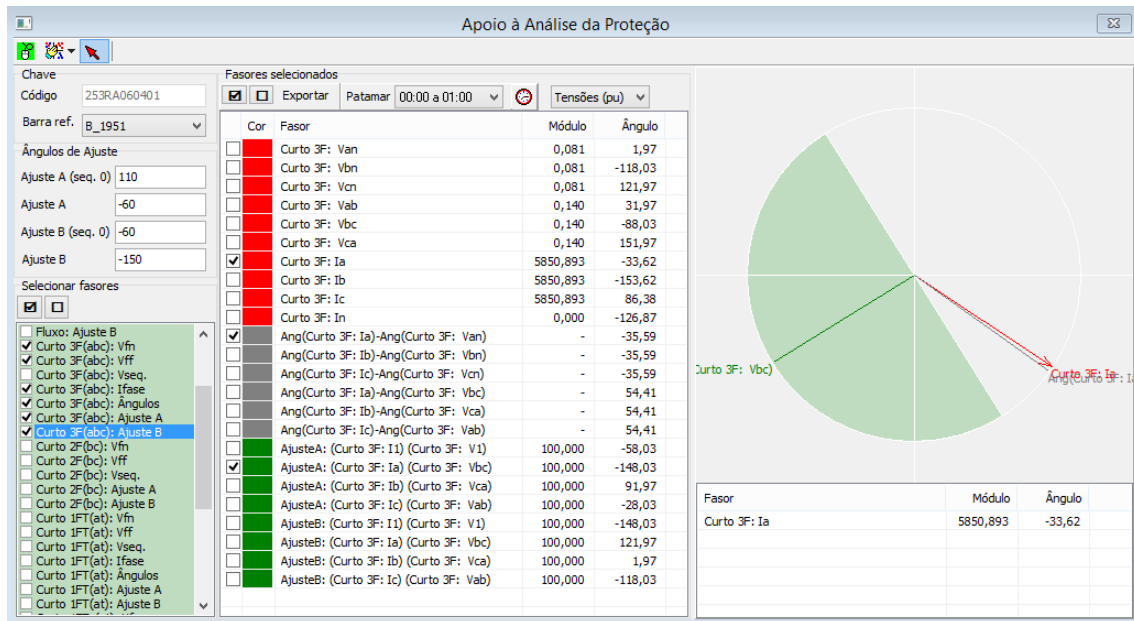 Apoio à Análise da Proteção
Chave
Código 253RA060401
Barra ref. B_1951
Ângulos de Ajuste
Ajuste A (seq. 0) 110
Ajuste A -60
Ajuste B (seq. 0) -60
Ajuste B -150
Selecionar fasores
Fluxo: Ajuste B
Curto 3F(abc): Vfn
Curto 3F(abc): Vff
Curto 3F(abc): Vseq.
Curto 3F(abc): Ifase
Curto 3F(abc): Ângulos
Curto 3F(abc): Ajuste A
Curto 3F(abc): Ajuste B
Curto 2F(bc): Vfn
Curto 2F(bc): Vff
Curto 2F(bc): Vseq.
Curto 2F(bc): Ajuste A
Curto 2F(bc): Ajuste B
Curto 1FT(at): Vfn
Curto 1FT(at): Vff
Curto 1FT(at): Vseq.
Curto 1FT(at): Ifase
Curto 1FT(at): Ângulos
Curto 1FT(at): Ajuste A
Curto 1FT(at): Ajuste B
Fasores selecionados
Exportar Patamar 00:00 a 01:00 Tensões (pu)
Cor Fasor Módulo Ângulo
Curto 3F: Van 0,081 1,97
Curto 3F: Vbn 0,081 -118,03
Curto 3F: Vcn 0,081 121,97
Curto 3F: Vab 0,140 31,97
Curto 3F: Vbc 0,140 -88,03
Curto 3F: Vca 0,140 151,97
Curto 3F: Ia 5850,893 -33,62
Curto 3F: Ib 5850,893 -153,62
Curto 3F: Ic 5850,893 86,38
Curto 3F: In 0,000 -126,87
Ang(Curto 3F: Ia)-Ang(Curto 3F: Van) - -35,59
Ang(Curto 3F: Ib)-Ang(Curto 3F: Vbn) - -35,59
Ang(Curto 3F: Ic)-Ang(Curto 3F: Vcn) - -35,59
Ang(Curto 3F: Ia)-Ang(Curto 3F: Vbc) - 54,41
Ang(Curto 3F: Ib)-Ang(Curto 3F: Vca) - 54,41
Ang(Curto 3F: Ic)-Ang(Curto 3F: Vab) - 54,41
AjusteA: (Curto 3F: I1) (Curto 3F: V1) 100,000 -58,03
AjusteA: (Curto 3F: Ia) (Curto 3F: Vbc) 100,000 -148,03
AjusteA: (Curto 3F: Ib) (Curto 3F: Vca) 100,000 91,97
AjusteA: (Curto 3F: Ic) (Curto 3F: Vab) 100,000 -28,03
AjusteB: (Curto 3F: I1) (Curto 3F: V1) 100,000 -148,03
AjusteB: (Curto 3F: Ia) (Curto 3F: Vbc) 100,000 121,97
AjusteB: (Curto 3F: Ib) (Curto 3F: Vca) 100,000 1,97
AjusteB: (Curto 3F: Ic) (Curto 3F: Vab) 100,000 -118,03
Curto 3F: Vbc)
Curto 3F: Ia
Ang(Curto 3F: Ia
Fasor Módulo Ângulo
Curto 3F: Ia 5850,893 -33,62